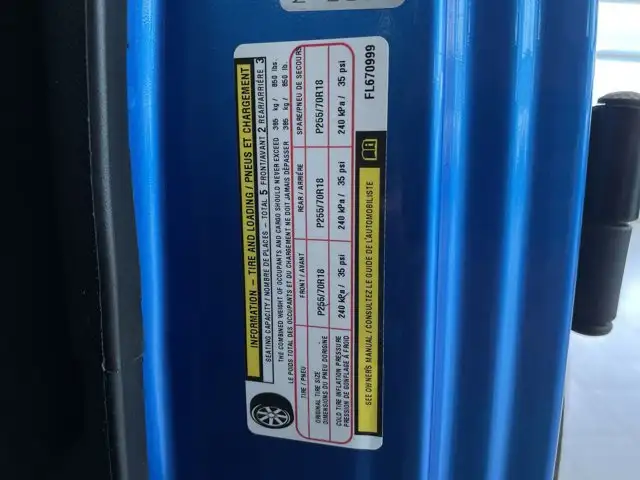 INFORMATION – TIRE AND LOADING / PNEUS ET CHARGEMENT
SEATING CAPACITY / NOMBRE DE PLACES – TOTAL 5 FRONT/AVANT 2 REAR/ARRIÈRE 3
THE COMBINED WEIGHT OF OCCUPANTS AND CARGO SHOULD NEVER EXCEED 385 kg / 850 lbs.
LE POIDS TOTAL DES OCCUPANTS ET DU CHARGEMENT NE DOIT JAMAIS DÉPASSER 385 kg / 850 lb.
TIRE / PNEU FRONT / AVANT REAR / ARRIÉRE SPARE/PNEU DE SECOURS
ORIGINAL TIRE SIZE
DIMENSIONS DU PNEU DORIGINE
P255/70R18 P255/70R18 P255/70R18
COLD TIRE INFLATION PRESSURE
PRESSION DE GONFLAGE À FROID
240 kPa / 35 psi 240 kPa / 35 psi 240 kPa / 35 psi
SEE OWNERS MANUAL / CONSULTEZ LE GUIDE DE L'AUTOMOBILISTE
FL670999